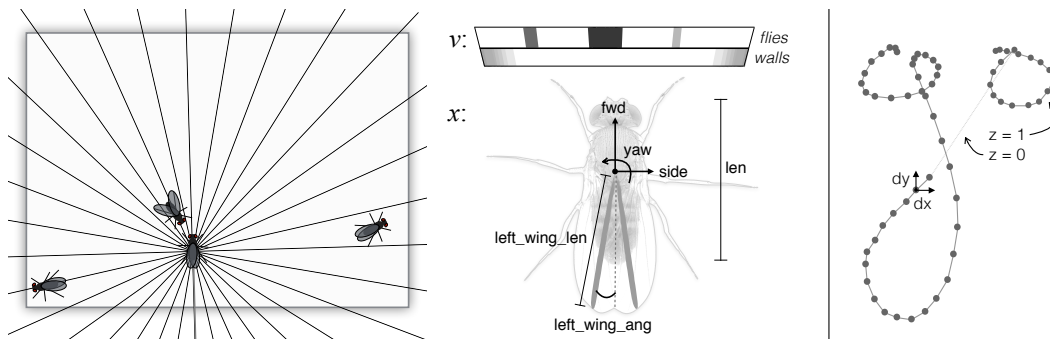 v:
flies
walls
x:
fwd
yaw
side
len
left_wing_len
left_wing_ang
z = 1
z = 0
dy
dx